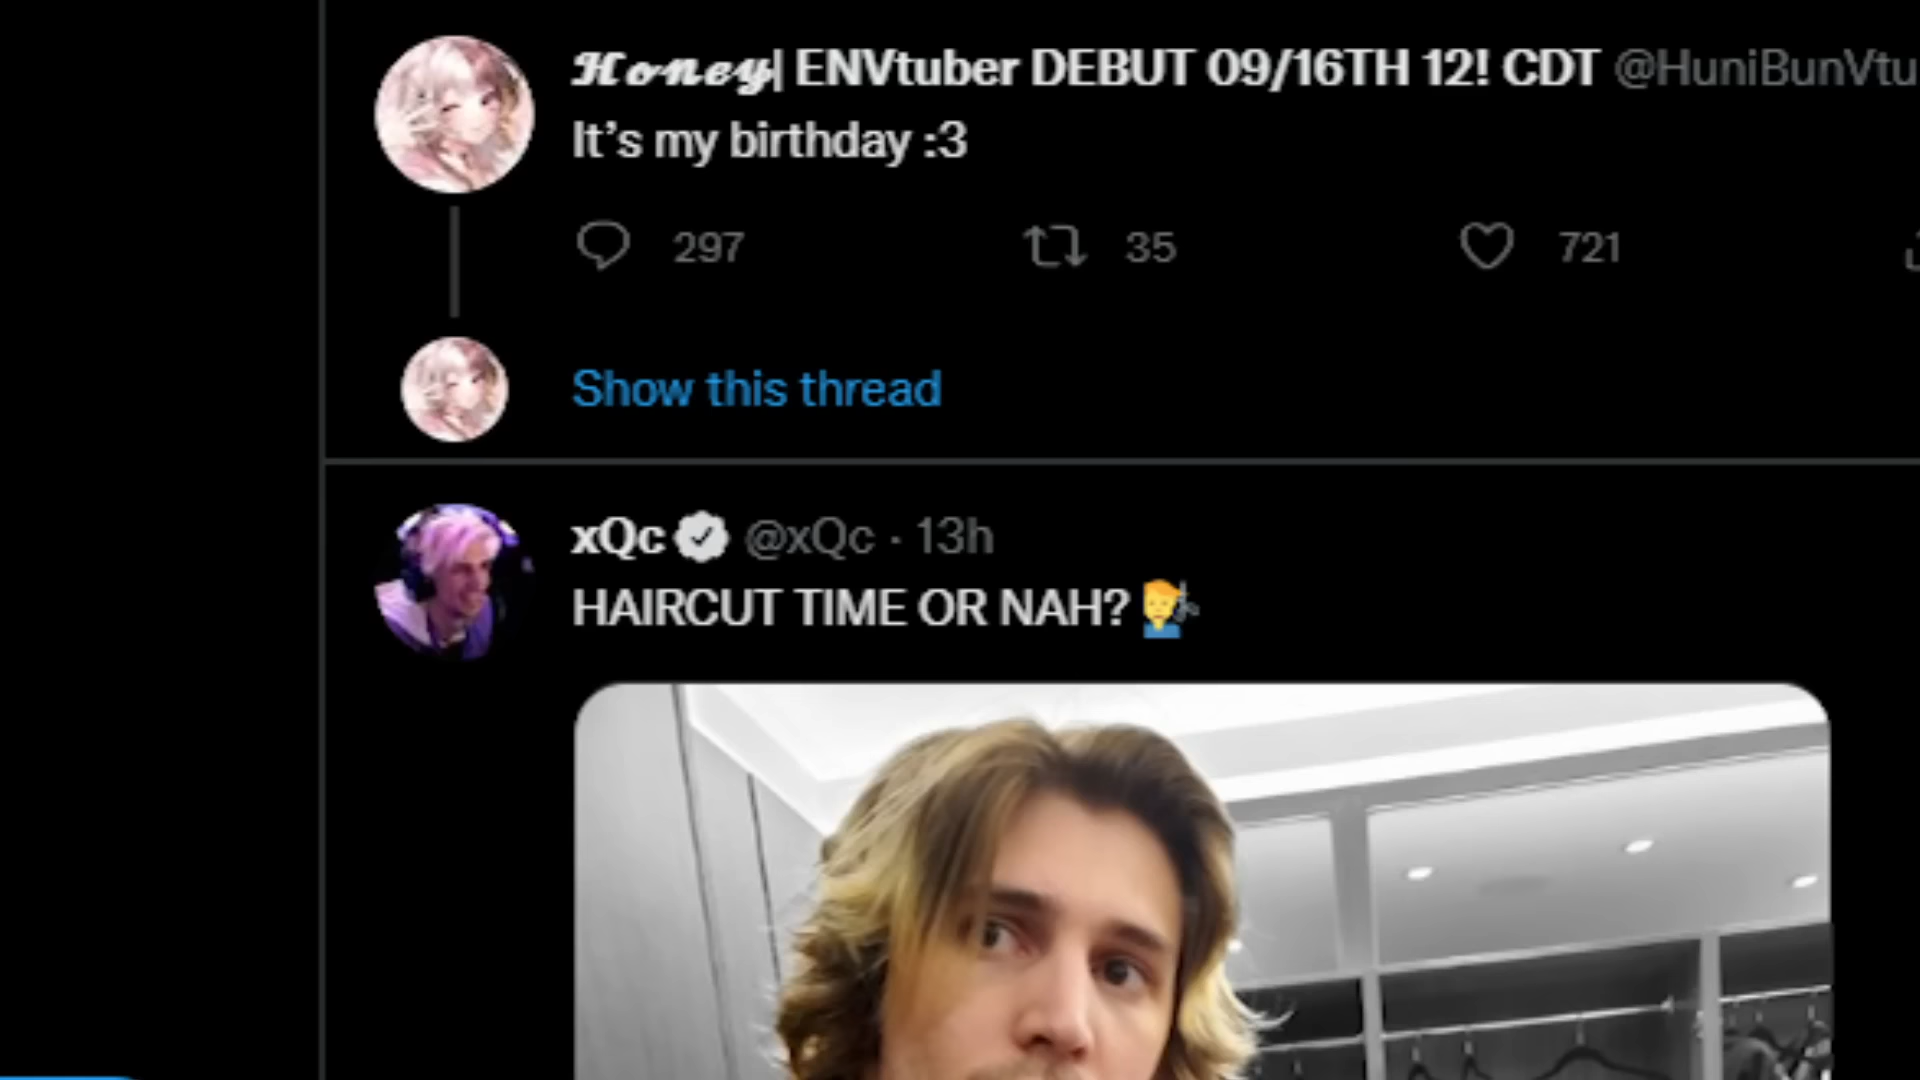 𝓗𝓸𝓷𝓮𝔂| ENVtuber DEBUT 09/16TH 12! CDT @HuniBunVtu
It’s my birthday :3
297 35 721
Show this thread
xQc @xQc · 13h
HAIRCUT TIME OR NAH? 💇‍♂️